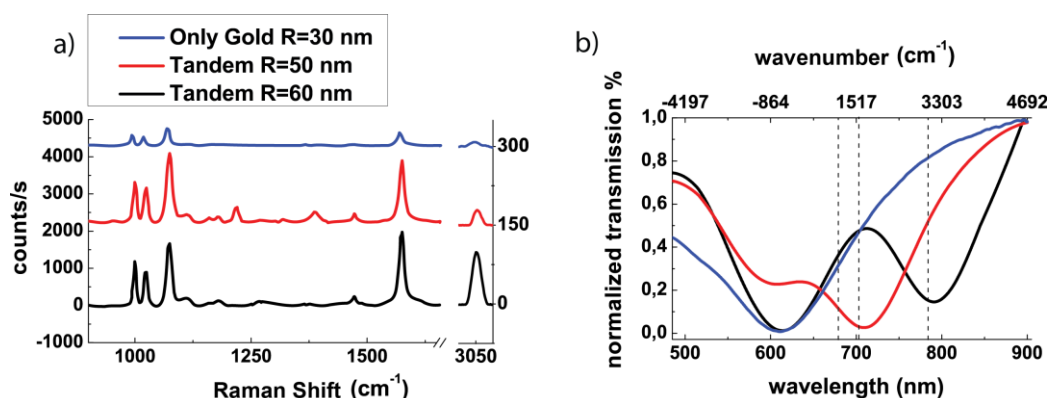 a)
Only Gold R=30 nm
Tandem R=50 nm
Tandem R=60 nm
counts/s
5000
4000
3000
2000
1000
0
-1000
300
150
0
1000 1250 1500 3050
Raman Shift (cm⁻¹)
b)
wavenumber (cm⁻¹)
-4197 -864 1517 3303 4692
normalized transmission %
1,0
0,8
0,6
0,4
0,2
0,0
500 600 700 800 900
wavelength (nm)